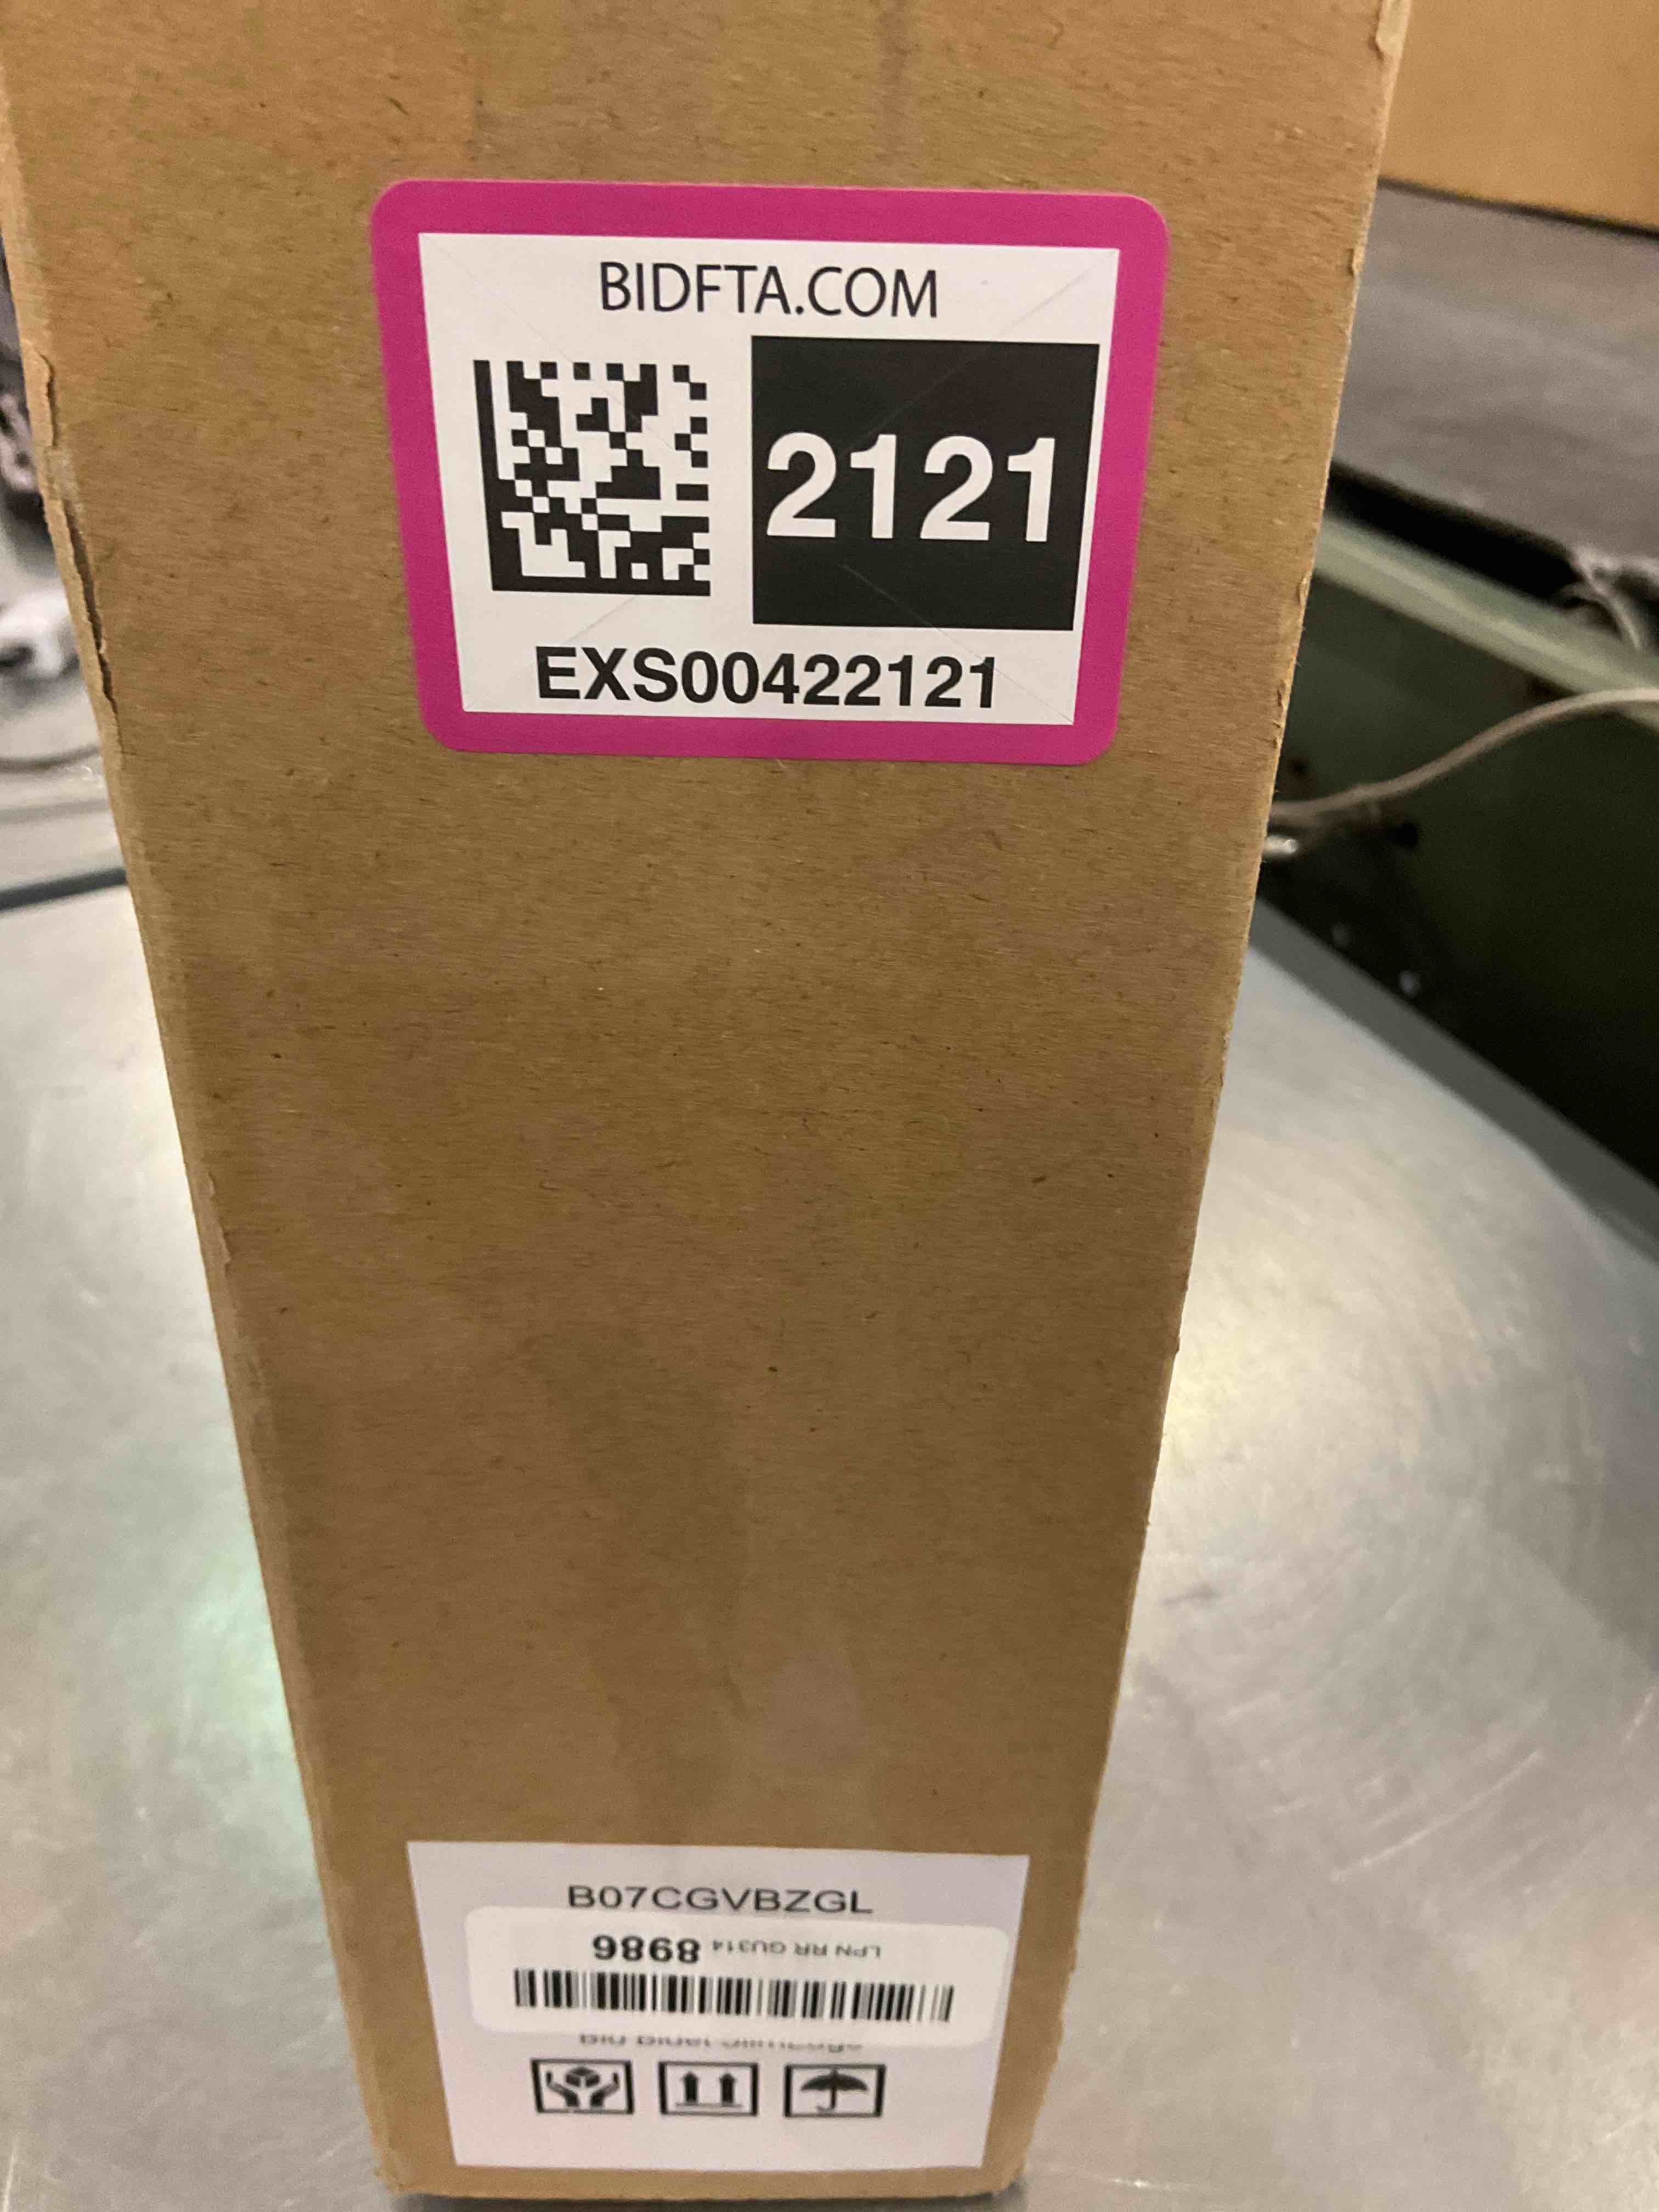 BIDFTA.COM
2121
EXS00422121
B07CGVBZGL
LPN RR GU314 8986